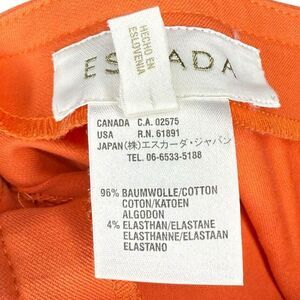 HECHO EN
ESLOVENIA
ESCADA
CANADA C.A. 02575
USA R.N. 61891
JAPAN(株)エスカーダ・ジャパン
TEL. 06-6533-5188
96% BAUMWOLLE/COTTON
COTON/KATOEN
ALGODON
4% ELASTHAN/ELASTANE
ELASTHANNE/ELASTAAN
ELASTANO